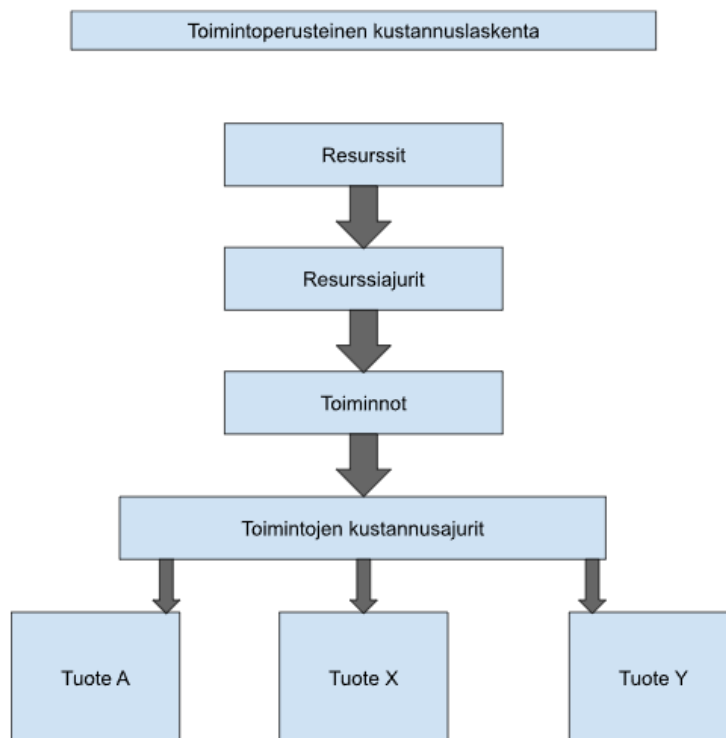 Toimintoperusteinen kustannuslaskenta
Resurssit
Resurssiajurit
Toiminnot
Toimintojen kustannusajurit
Tuote A
Tuote X
Tuote Y